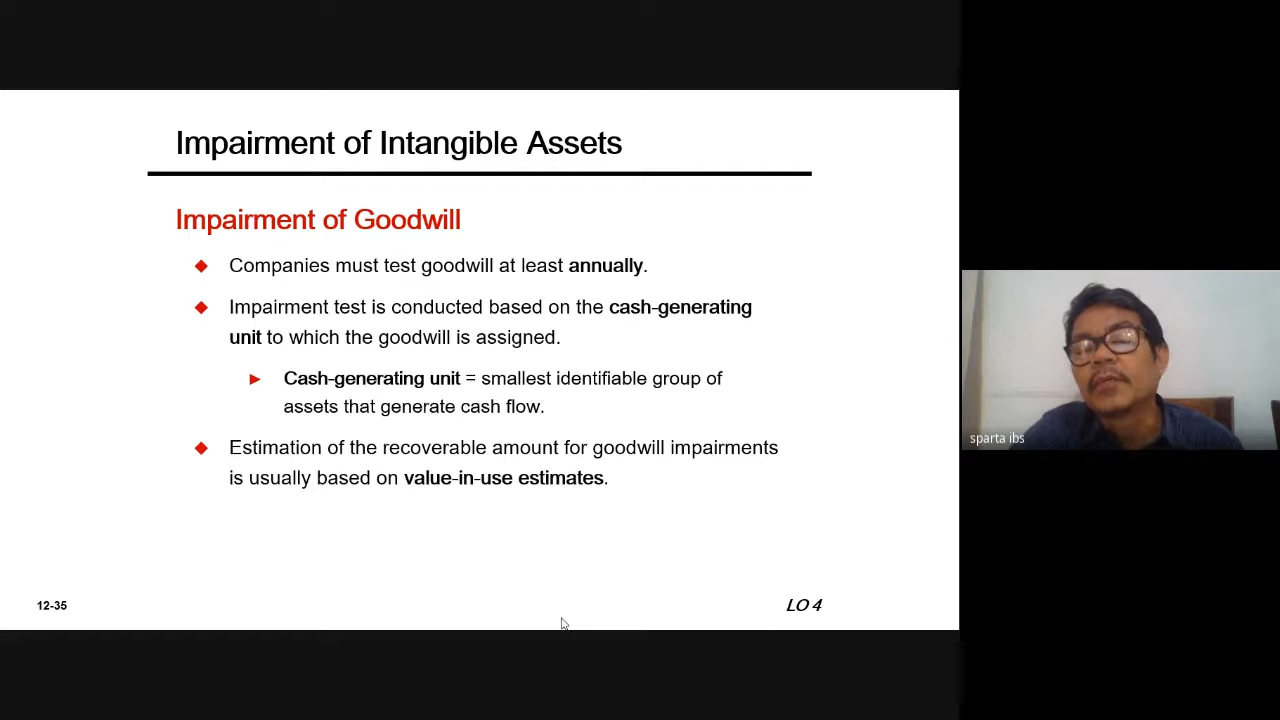 Impairment of Intangible Assets
Impairment of Goodwill
Companies must test goodwill at least annually.
Impairment test is conducted based on the cash-generating
unit to which the goodwill is assigned.
Cash-generating unit = smallest identifiable group of
assets that generate cash flow.
Estimation of the recoverable amount for goodwill impairments
is usually based on value-in-use estimates.
12-35
LO 4
sparta ibs